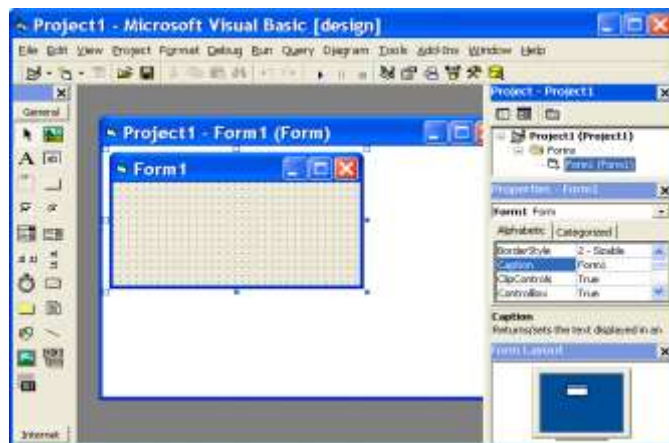 Project1 - Microsoft Visual Basic [design]
File Edit View Project Format Debug Run Query Diagram Tools Add-Ins Window Help
General
A
Internet
Project1 - Form1 (Form)
Form1
Project - Project1
Project1 (Project1)
Forms
Form1 (Form1)
Properties - Form1
Form1 Form
Alphabetic Categorized
BorderStyle 2 - Sizable
Caption Form1
ClipControls True
ControlBox True
Caption
Returns/sets the text displayed in an
Form Layout